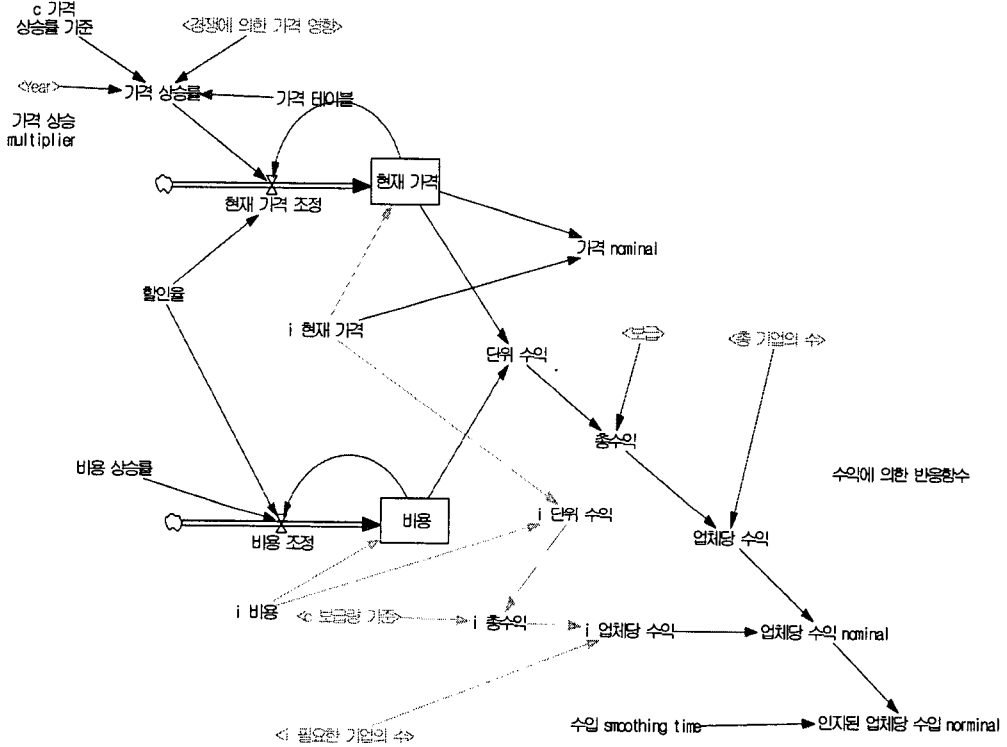 c 가격
상승률 기준
<경쟁에 의한 가격 영향>
<Year>
가격 상승률
가격 테이블
가격 상승
multiplier
현재 가격
현재 가격 조정
가격 nominal
할인율
i 현재 가격
<보급>
<총 기업의 수>
단위 수익
총수익
비용 상승률
수익에 의한 반응함수
비용
i 단위 수익
비용 조정
업체당 수익
i 비용
<c 보급량 기준>
i 총수익
i 업체당 수익
업체당 수익 nominal
<i 필요한 기업의 수>
수입 smoothing time
인지된 업체당 수입 norminal